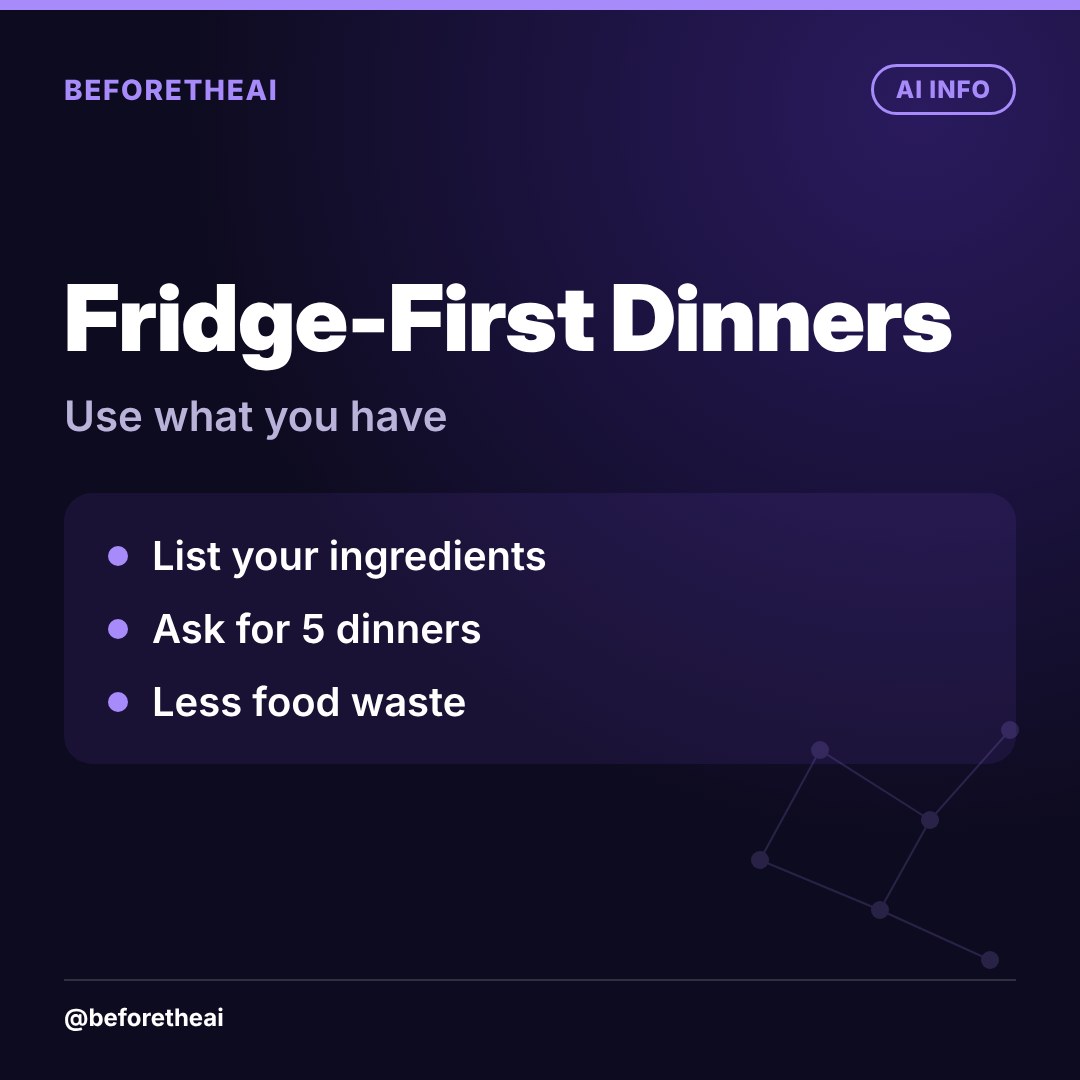 BEFORETHEAI
AI INFO
Fridge-First Dinners
Use what you have
List your ingredients
Ask for 5 dinners
Less food waste
@beforetheai